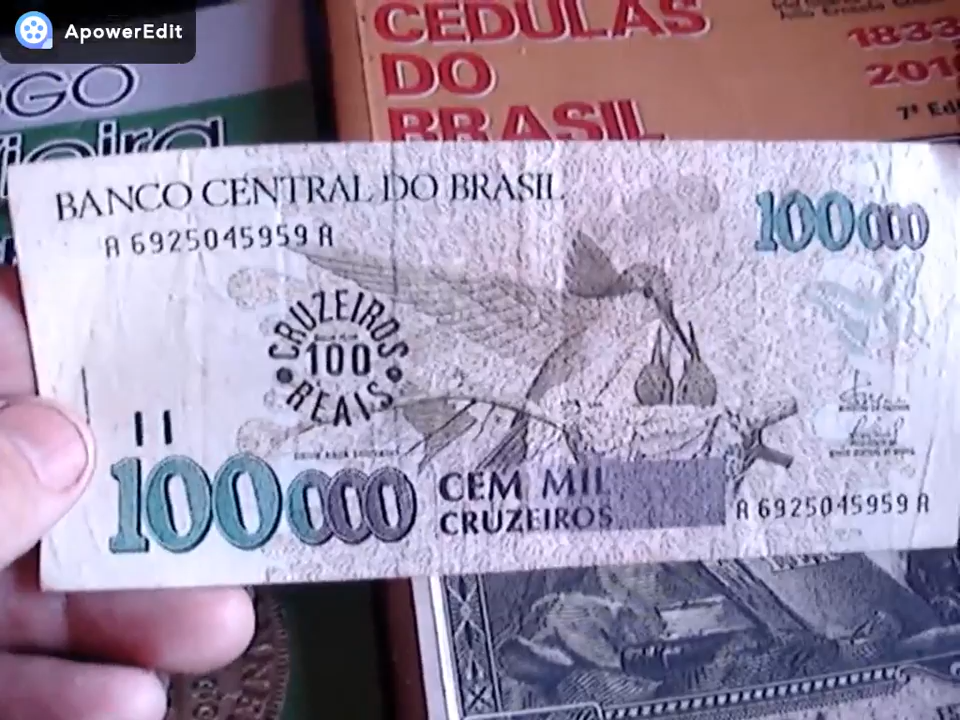 ApowerEdit
CEDULAS
DO
BRASIL
1833
201
7ª Ed
OGO
BANCO CENTRAL DO BRASIL
A 6925045959 A
100000
CRUZEIROS
100
REAIS
100000
CEM MIL
CRUZEIROS
A 6925045959 A